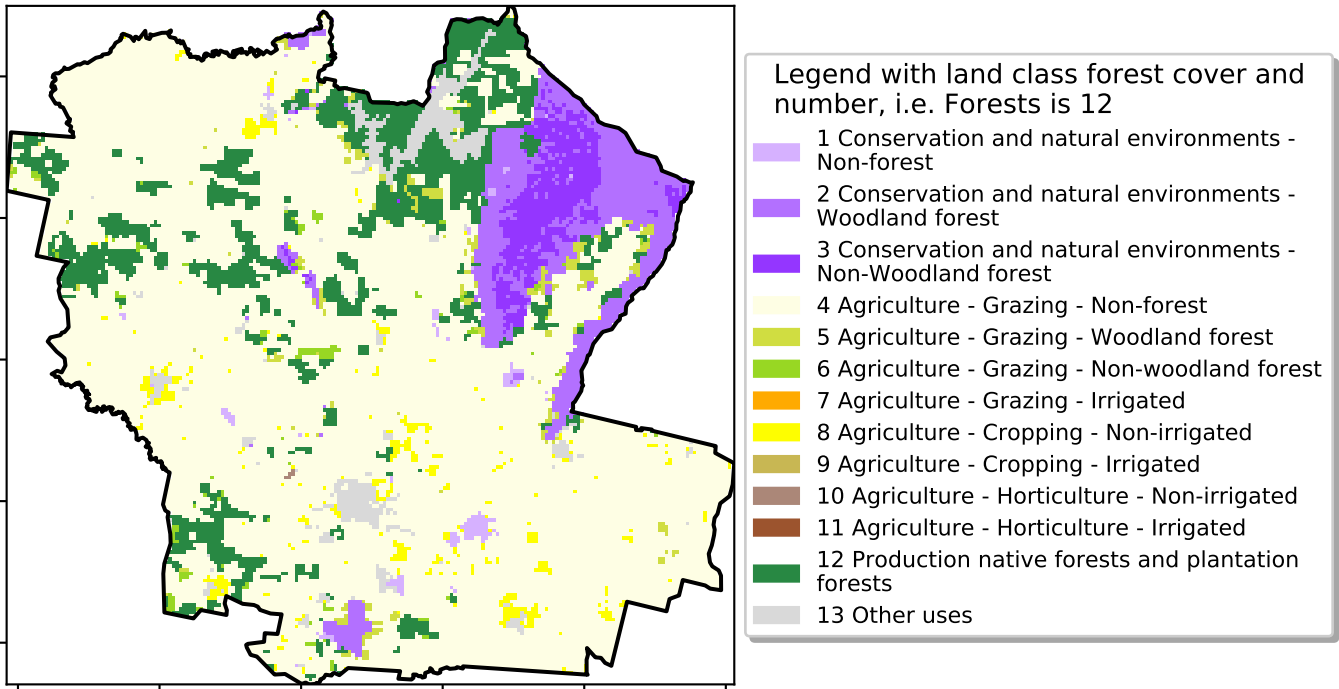 Legend with land class forest cover and
number, i.e. Forests is 12
1 Conservation and natural environments -
Non-forest
2 Conservation and natural environments -
Woodland forest
3 Conservation and natural environments -
Non-Woodland forest
4 Agriculture - Grazing - Non-forest
5 Agriculture - Grazing - Woodland forest
6 Agriculture - Grazing - Non-woodland forest
7 Agriculture - Grazing - Irrigated
8 Agriculture - Cropping - Non-irrigated
9 Agriculture - Cropping - Irrigated
10 Agriculture - Horticulture - Non-irrigated
11 Agriculture - Horticulture - Irrigated
12 Production native forests and plantation
forests
13 Other uses